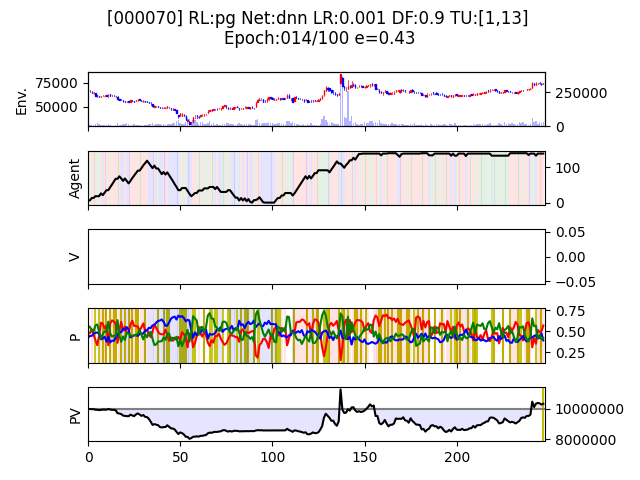 [000070] RL:pg Net:dnn LR:0.001 DF:0.9 TU:[1,13]
Epoch:014/100 e=0.43
Env.
75000
50000
250000
0
Agent
100
0
V
0.05
0.00
−0.05
P
0.75
0.50
0.25
PV
10000000
8000000
0 50 100 150 200